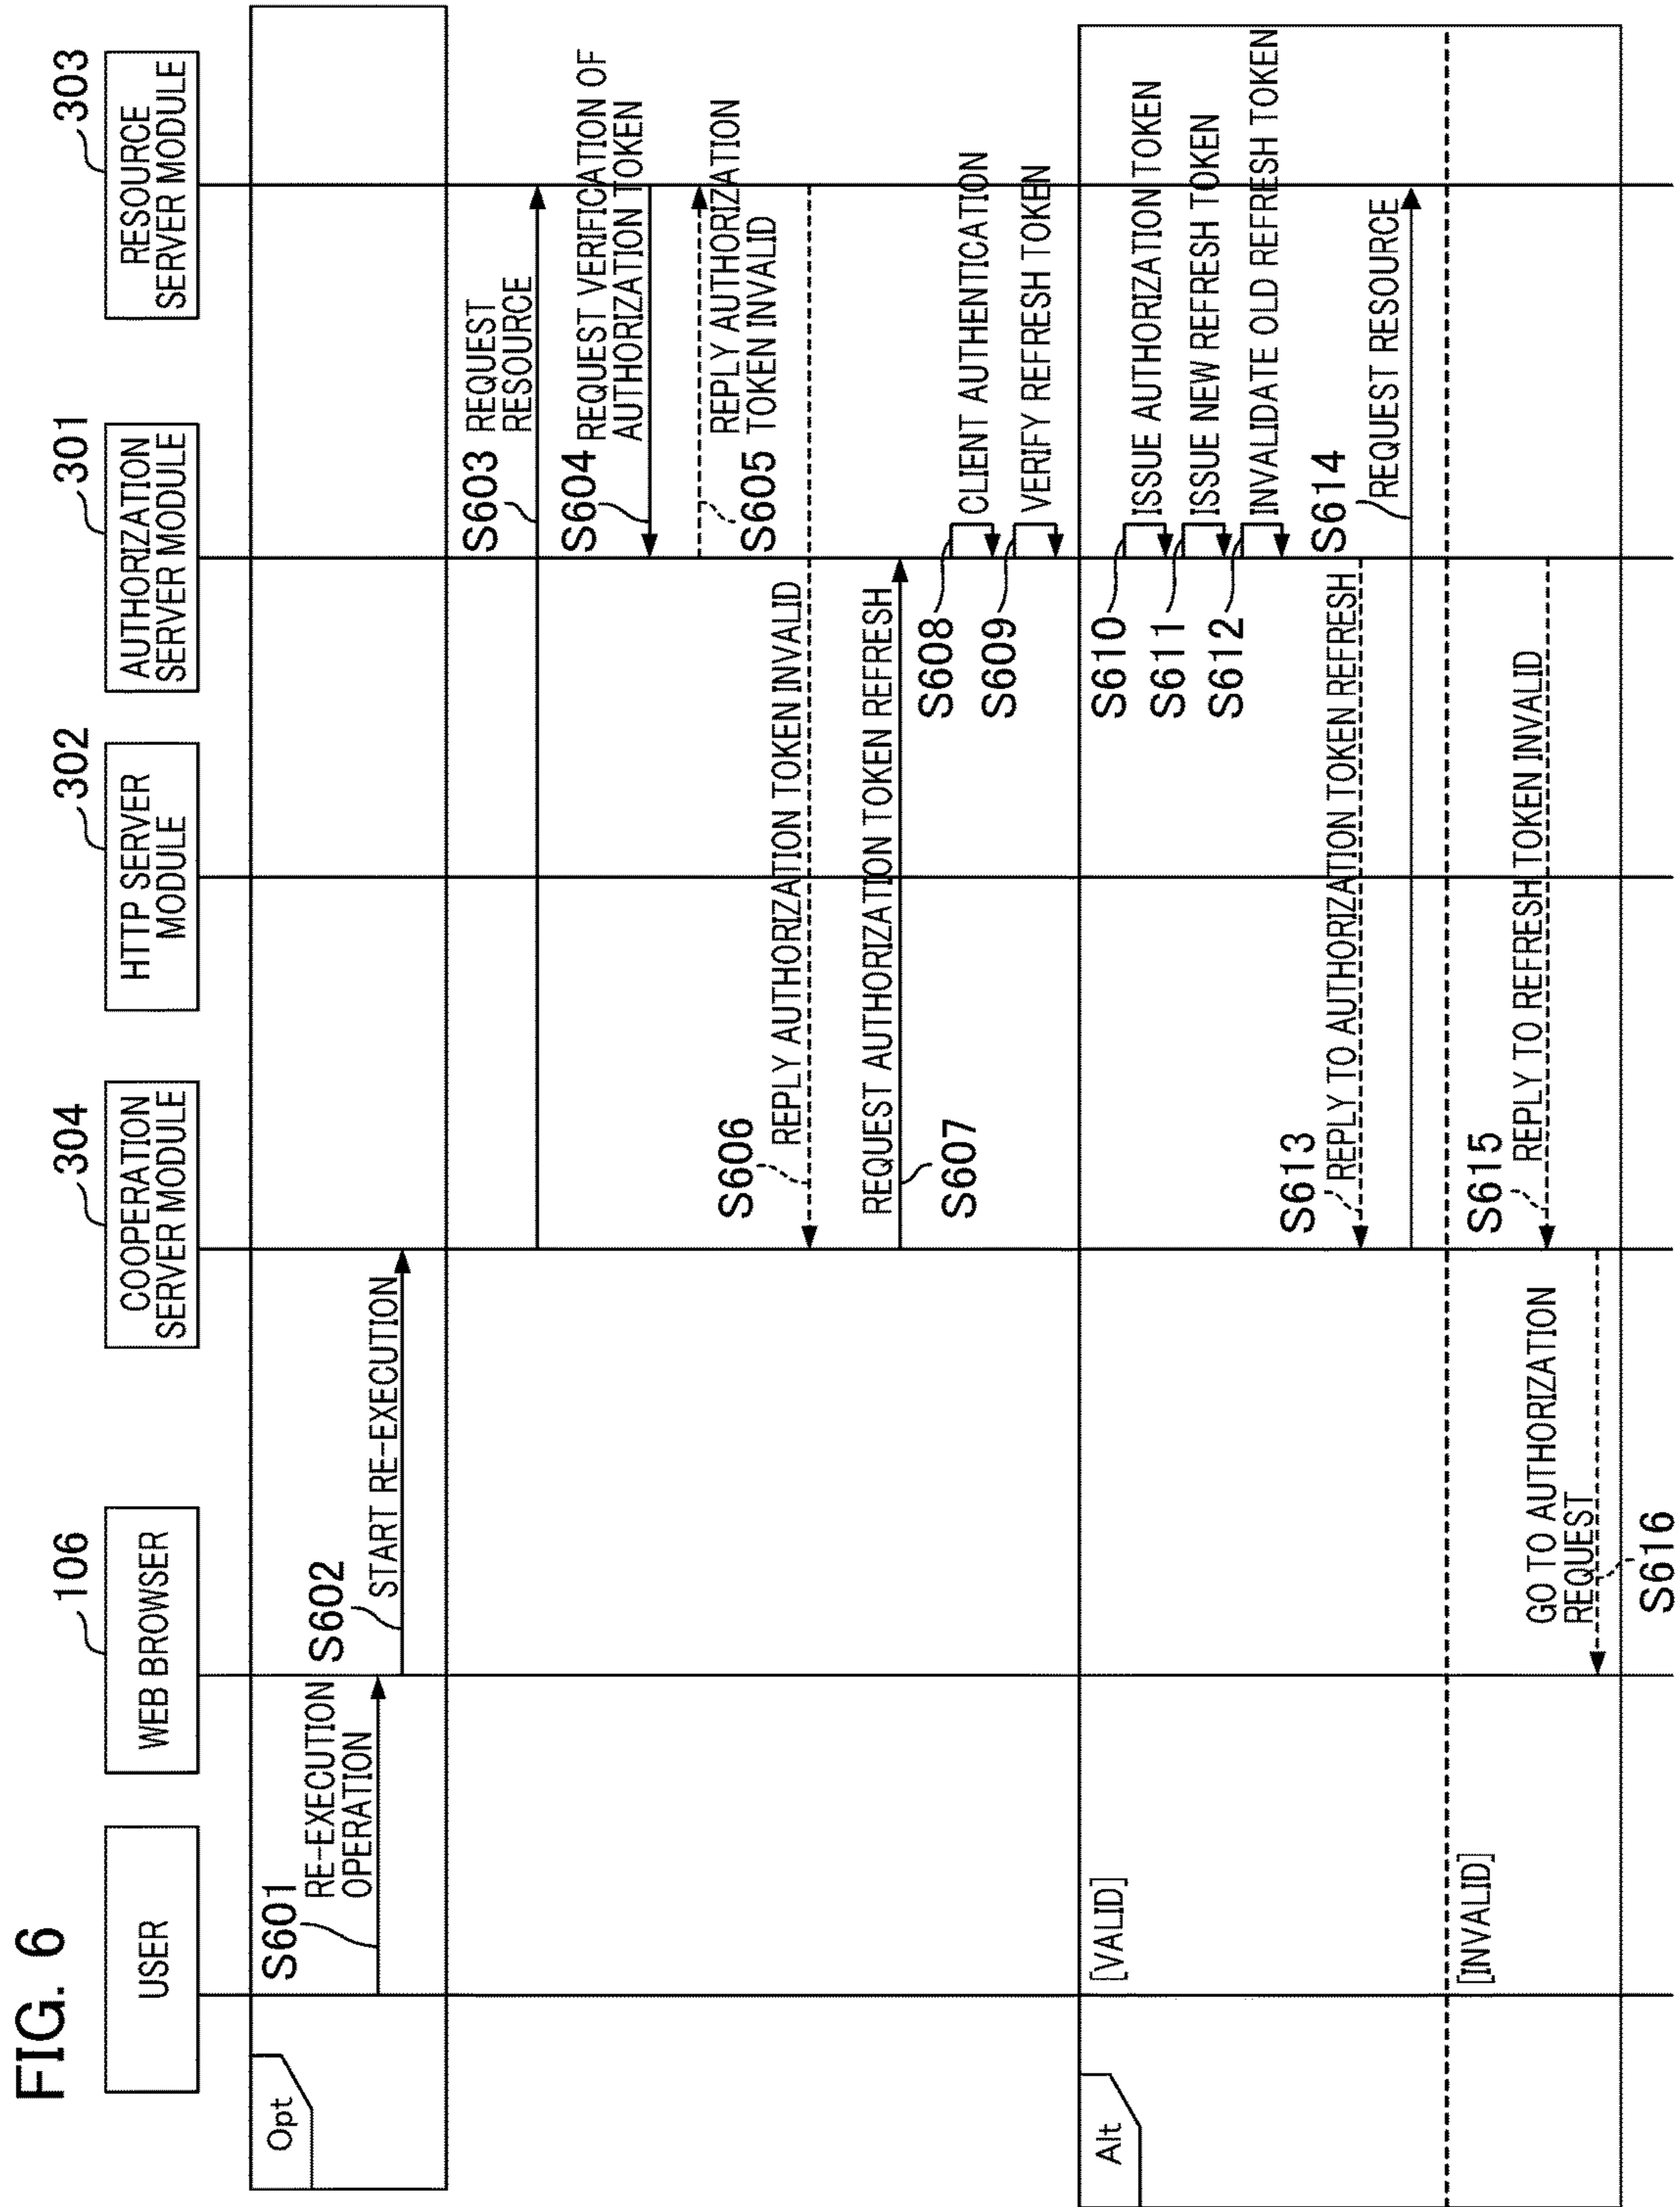 FIG. 6
USER
WEB BROWSER
106
COOPERATION
SERVER MODULE
304
HTTP SERVER
MODULE
302
AUTHORIZATION
SERVER MODULE
301
RESOURCE
SERVER MODULE
303
Opt
S601
RE-EXECUTION
OPERATION
S602
START RE-EXECUTION
S603
REQUEST
RESOURCE
S604
REQUEST VERIFICATION OF
AUTHORIZATION TOKEN
REPLY AUTHORIZATION
TOKEN INVALID
S605
S606
REPLY AUTHORIZATION TOKEN INVALID
REQUEST AUTHORIZATION TOKEN REFRESH
S607
S608
CLIENT AUTHENTICATION
S609
VERIFY REFRESH TOKEN
Alt
[VALID]
S610
ISSUE AUTHORIZATION TOKEN
S611
ISSUE NEW REFRESH TOKEN
S612
INVALIDATE OLD REFRESH TOKEN
S613
REPLY TO AUTHORIZATION TOKEN REFRESH
S614
REQUEST RESOURCE
[INVALID]
S615
REPLY TO REFRESH TOKEN INVALID
GO TO AUTHORIZATION
REQUEST
S616